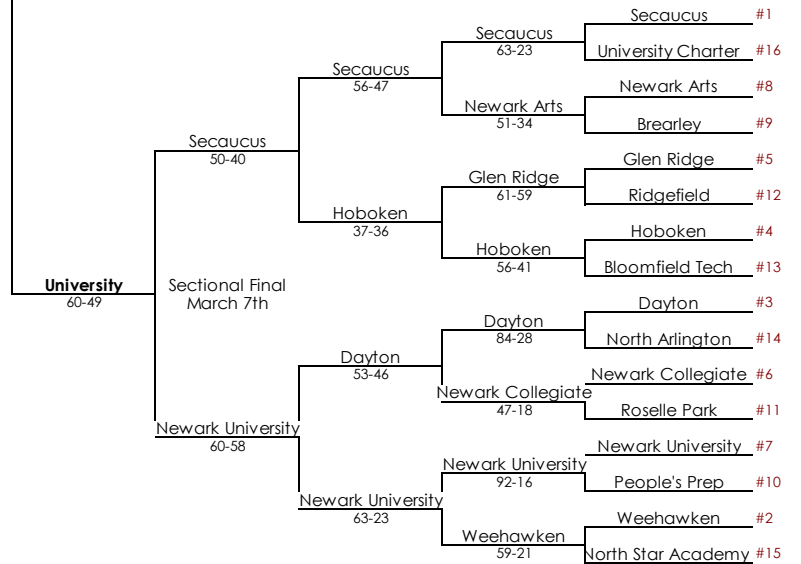 Secaucus #1
Secaucus
63-23
University Charter #16
Secaucus
56-47
Newark Arts #8
Newark Arts
51-34
Brearley #9
Secaucus
50-40
Glen Ridge #5
Glen Ridge
61-59
Ridgefield #12
Hoboken
37-36
Hoboken #4
Hoboken
56-41
Bloomfield Tech #13
University
60-49
Sectional Final
March 7th
Dayton #3
Dayton
84-28
North Arlington #14
Dayton
53-46
Newark Collegiate #6
Newark Collegiate
47-18
Roselle Park #11
Newark University
60-58
Newark University #7
Newark University
92-16
People's Prep #10
Newark University
63-23
Weehawken #2
Weehawken
59-21
North Star Academy #15